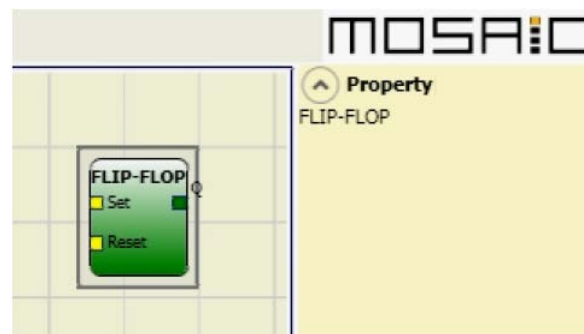 MOSAIC
Property
FLIP-FLOP
FLIP-FLOP
Q
Set
Reset